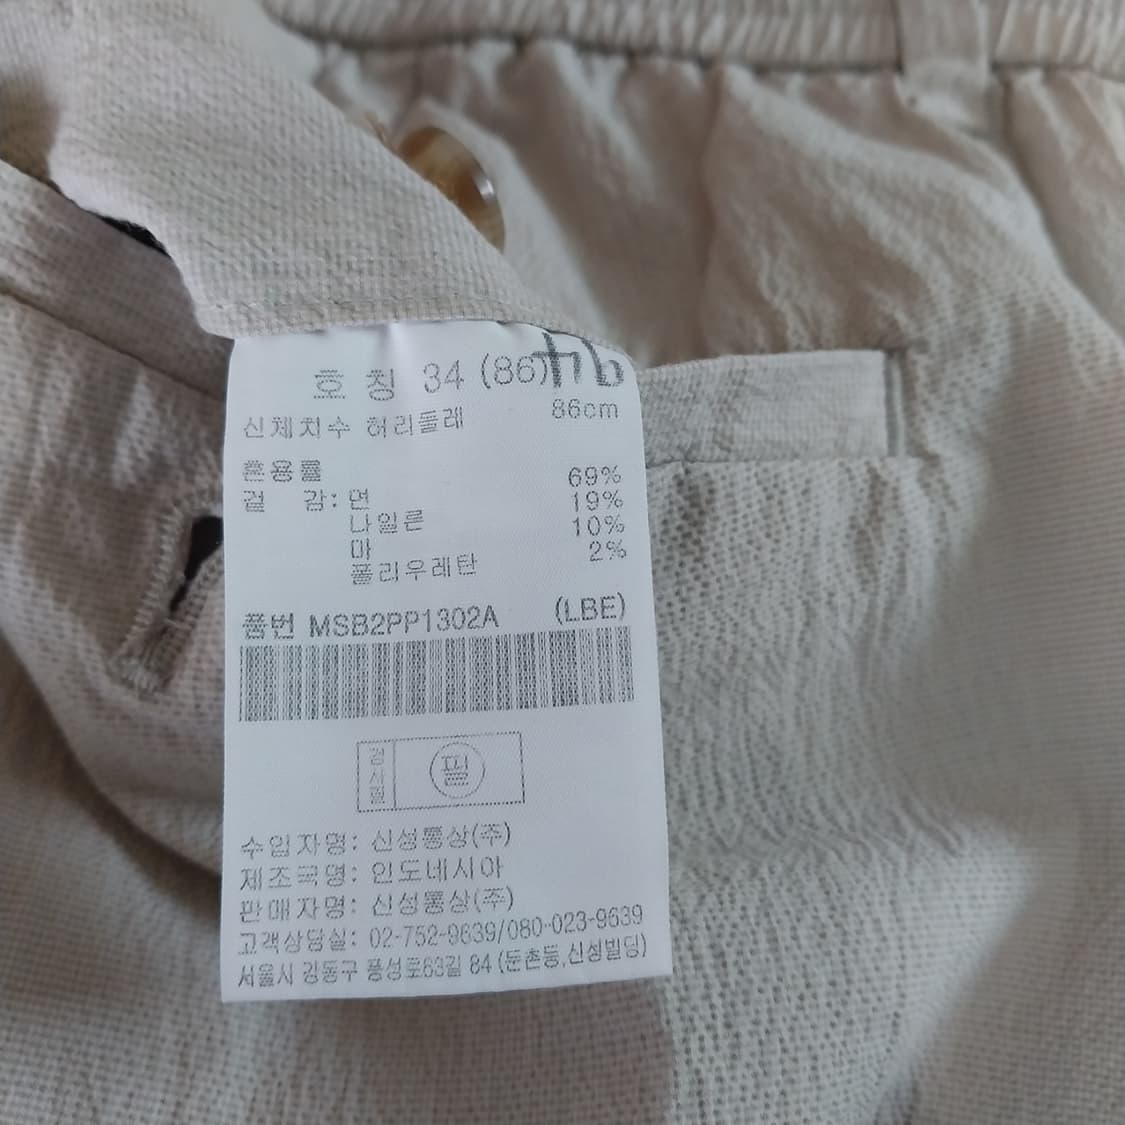 호 칭 34 (86)
신체치수 허리둘레 86cm
혼용률
겉 감: 면 69%
나일론 19%
마 10%
폴리우레탄 2%
품번 MSB2PP1302A (LBE)
검사필 필
수입자명: 신성통상(주)
제조국명: 인도네시아
판매자명: 신성통상(주)
고객상담실: 02-752-9639/080-023-9639
서울시 강동구 풍성로63길 84 (둔촌동,신성빌딩)